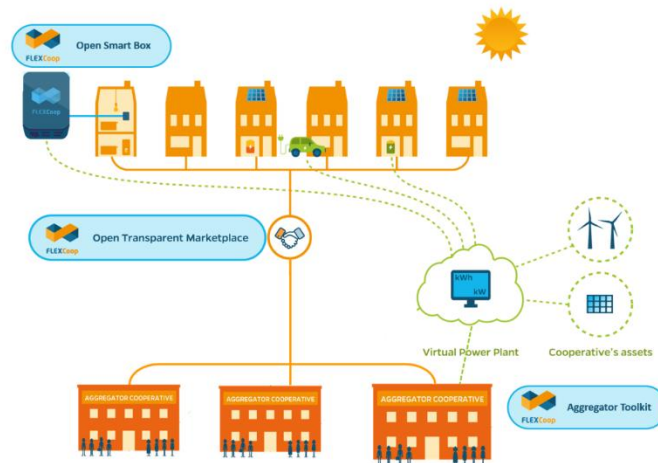 Open Smart Box
FLEXCoop
FLEXCoop
Open Transparent Marketplace
FLEXCoop
kWh
kW
Virtual Power Plant
Cooperative's assets
AGGREGATOR COOPERATIVE
AGGREGATOR COOPERATIVE
AGGREGATOR COOPERATIVE
Aggregator Toolkit
FLEXCoop